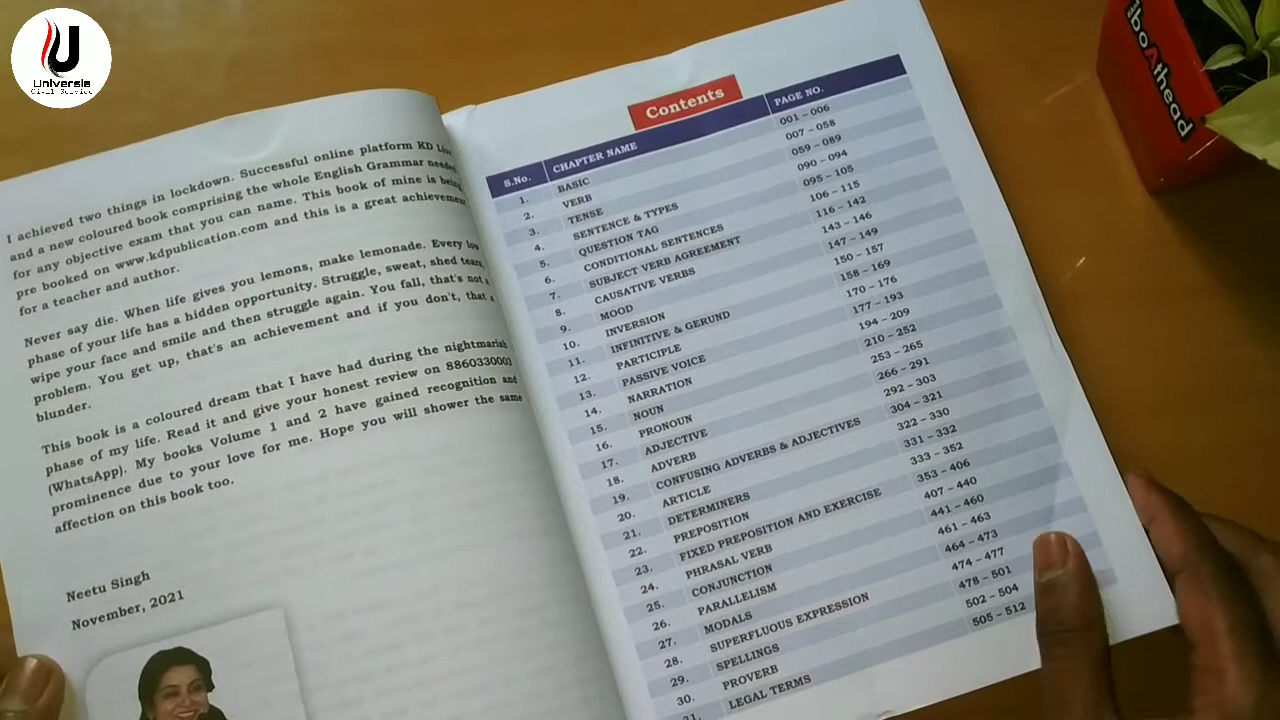 U
Universia
Civil Service
iboAthead
I achieved two things in lockdown. Successful online platform KD Live
and a new coloured book comprising the whole English Grammar needed
for any objective exam that you can name. This book of mine is being
pre booked on www.kdpublication.com and this is a great achievement
for a teacher and author.
Never say die. When life gives you lemons, make lemonade. Every low
phase of your life has a hidden opportunity. Struggle, sweat, shed tears,
wipe your face and smile and then struggle again. You fall, that's not a
problem. You get up, that's an achievement and if you don't, that a
blunder.
This book is a coloured dream that I have had during the nightmarish
phase of my life. Read it and give your honest review on 8860330003
(WhatsApp). My books Volume 1 and 2 have gained recognition and
prominence due to your love for me. Hope you will shower the same
affection on this book too.
Neetu Singh
November, 2021
Contents
S.No. CHAPTER NAME PAGE NO.
1. BASIC 001 – 006
2. VERB 007 – 058
3. TENSE 059 – 089
4. SENTENCE & TYPES 090 – 094
5. QUESTION TAG 095 – 105
6. CONDITIONAL SENTENCES 106 – 115
7. SUBJECT VERB AGREEMENT 116 – 142
8. CAUSATIVE VERBS 143 – 146
9. MOOD 147 – 149
10. INVERSION 150 – 157
11. INFINITIVE & GERUND 158 – 169
12. PARTICIPLE 170 – 176
13. PASSIVE VOICE 177 – 193
14. NARRATION 194 – 209
15. NOUN 210 – 252
16. PRONOUN 253 – 265
17. ADJECTIVE 266 – 291
18. ADVERB 292 – 303
19. CONFUSING ADVERBS & ADJECTIVES 304 – 321
20. ARTICLE 322 – 330
21. DETERMINERS 331 – 332
22. PREPOSITION 333 – 352
23. FIXED PREPOSITION AND EXERCISE 353 – 406
24. PHRASAL VERB 407 – 440
25. CONJUNCTION 441 – 460
26. PARALLELISM 461 – 463
27. MODALS 464 – 473
28. SUPERFLUOUS EXPRESSION 474 – 477
29. SPELLINGS 478 – 501
30. PROVERB 502 – 504
31. LEGAL TERMS 505 – 512